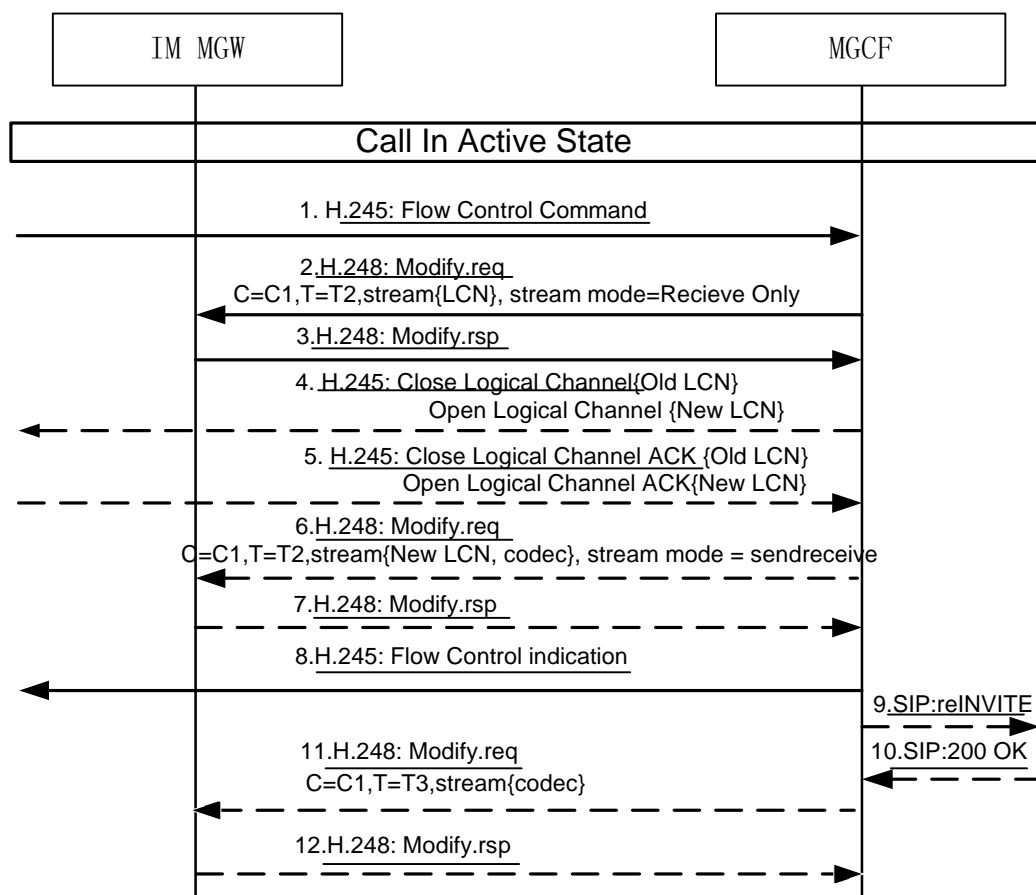 IM MGW
MGCF
Call In Active State
1. H.245: Flow Control Command
2.H.248: Modify.req
C=C1,T=T2,stream{LCN}, stream mode=Recieve Only
3.H.248: Modify.rsp
4. H.245: Close Logical Channel{Old LCN}
Open Logical Channel {New LCN}
5. H.245: Close Logical Channel ACK {Old LCN}
Open Logical Channel ACK{New LCN}
6.H.248: Modify.req
C=C1,T=T2,stream{New LCN, codec}, stream mode = sendreceive
7.H.248: Modify.rsp
8.H.245: Flow Control indication
9.SIP:reINVITE
10.SIP:200 OK
11.H.248: Modify.req
C=C1,T=T3,stream{codec}
12.H.248: Modify.rsp